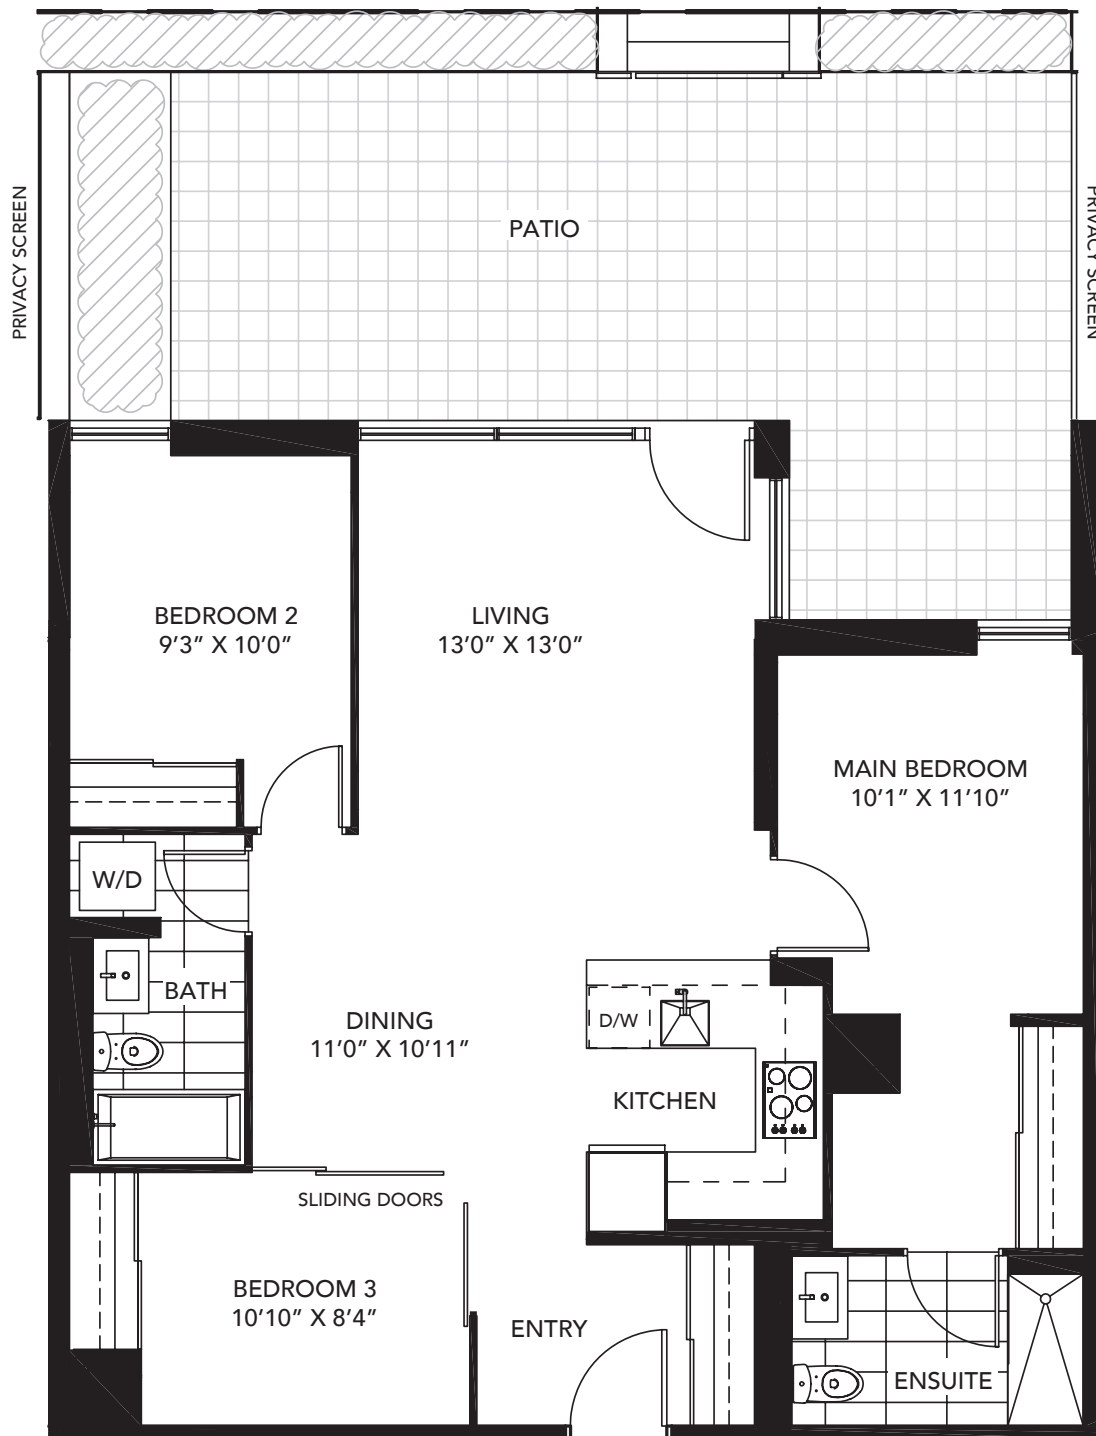 PATIO
PRIVACY SCREEN
PRIVACY SCREEN
BEDROOM 2
9'3" X 10'0"
LIVING
13'0" X 13'0"
MAIN BEDROOM
10'1" X 11'10"
W/D
BATH
DINING
11'0" X 10'11"
D/W
KITCHEN
SLIDING DOORS
BEDROOM 3
10'10" X 8'4"
ENTRY
ENSUITE